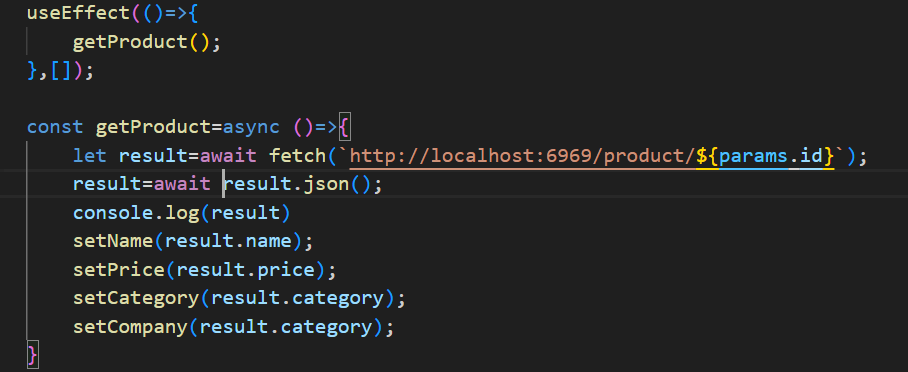 useEffect(()=>{
getProduct();
},[]);
const getProduct=async ()=>{
let result=await fetch(`http://localhost:6969/product/${params.id}`);
result=await result.json();
console.log(result)
setName(result.name);
setPrice(result.price);
setCategory(result.category);
setCompany(result.category);
}